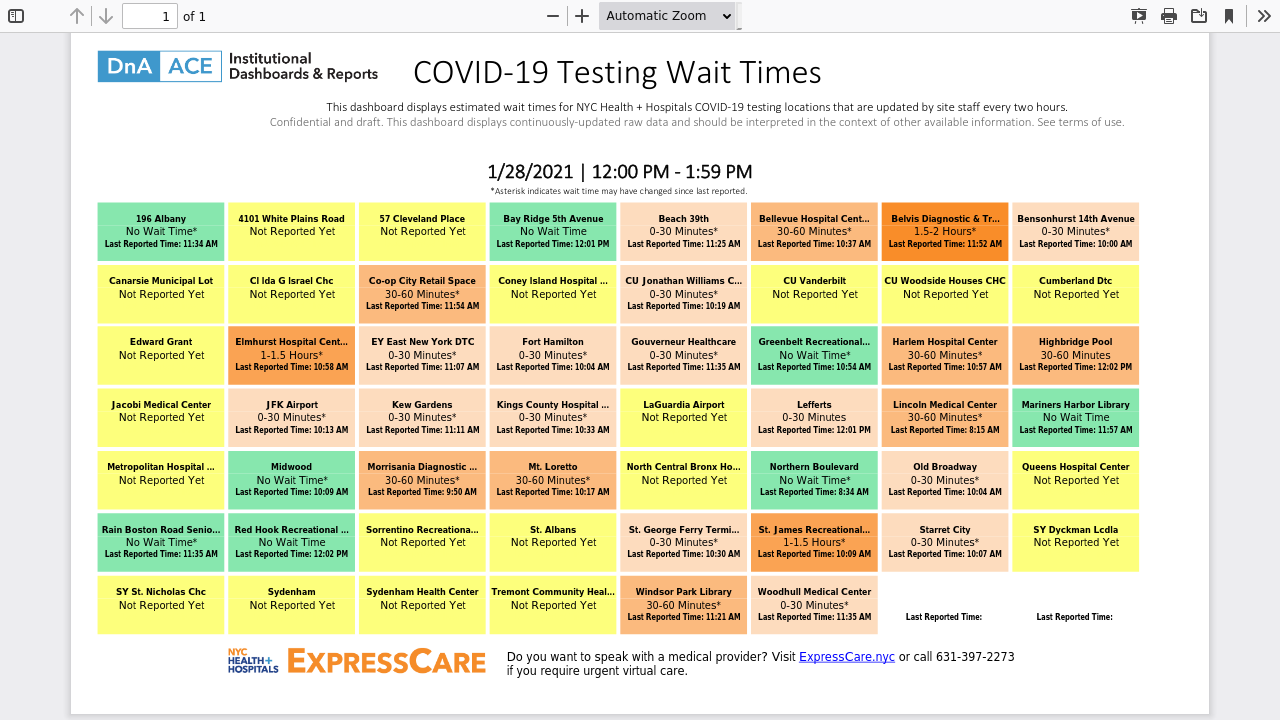 1 of 1 Automatic Zoom
DnA ACE Institutional
Dashboards & Reports
COVID-19 Testing Wait Times
This dashboard displays estimated wait times for NYC Health + Hospitals COVID-19 testing locations that are updated by site staff every two hours.
Confidential and draft. This dashboard displays continuously-updated raw data and should be interpreted in the context of other available information. See terms of use.
1/28/2021 | 12:00 PM - 1:59 PM
*Asterisk indicates wait time may have changed since last reported.
196 Albany
No Wait Time*
Last Reported Time: 11:34 AM
4101 White Plains Road
Not Reported Yet
57 Cleveland Place
Not Reported Yet
Bay Ridge 5th Avenue
No Wait Time
Last Reported Time: 12:01 PM
Beach 39th
0-30 Minutes*
Last Reported Time: 11:25 AM
Bellevue Hospital Cent...
30-60 Minutes*
Last Reported Time: 10:37 AM
Belvis Diagnostic & Tr...
1.5-2 Hours*
Last Reported Time: 11:52 AM
Bensonhurst 14th Avenue
0-30 Minutes*
Last Reported Time: 10:00 AM
Canarsie Municipal Lot
Not Reported Yet
CI Ida G Israel Chc
Not Reported Yet
Co-op City Retail Space
30-60 Minutes*
Last Reported Time: 11:54 AM
Coney Island Hospital ...
Not Reported Yet
CU Jonathan Williams C...
0-30 Minutes*
Last Reported Time: 10:19 AM
CU Vanderbilt
Not Reported Yet
CU Woodside Houses CHC
Not Reported Yet
Cumberland Dtc
Not Reported Yet
Edward Grant
Not Reported Yet
Elmhurst Hospital Cent...
1-1.5 Hours*
Last Reported Time: 10:58 AM
EY East New York DTC
0-30 Minutes*
Last Reported Time: 11:07 AM
Fort Hamilton
0-30 Minutes*
Last Reported Time: 10:04 AM
Gouverneur Healthcare
0-30 Minutes*
Last Reported Time: 11:35 AM
Greenbelt Recreational...
No Wait Time*
Last Reported Time: 10:54 AM
Harlem Hospital Center
30-60 Minutes*
Last Reported Time: 10:57 AM
Highbridge Pool
30-60 Minutes
Last Reported Time: 12:02 PM
Jacobi Medical Center
Not Reported Yet
JFK Airport
0-30 Minutes*
Last Reported Time: 10:13 AM
Kew Gardens
0-30 Minutes*
Last Reported Time: 11:11 AM
Kings County Hospital ...
0-30 Minutes*
Last Reported Time: 10:33 AM
LaGuardia Airport
Not Reported Yet
Lefferts
0-30 Minutes
Last Reported Time: 12:01 PM
Lincoln Medical Center
30-60 Minutes*
Last Reported Time: 8:15 AM
Mariners Harbor Library
No Wait Time
Last Reported Time: 11:57 AM
Metropolitan Hospital ...
Not Reported Yet
Midwood
No Wait Time*
Last Reported Time: 10:09 AM
Morrisania Diagnostic ...
30-60 Minutes*
Last Reported Time: 9:50 AM
Mt. Loretto
30-60 Minutes*
Last Reported Time: 10:17 AM
North Central Bronx Ho...
Not Reported Yet
Northern Boulevard
No Wait Time*
Last Reported Time: 8:34 AM
Old Broadway
0-30 Minutes*
Last Reported Time: 10:04 AM
Queens Hospital Center
Not Reported Yet
Rain Boston Road Senio...
No Wait Time*
Last Reported Time: 11:35 AM
Red Hook Recreational ...
No Wait Time
Last Reported Time: 12:02 PM
Sorrentino Recreationa...
Not Reported Yet
St. Albans
Not Reported Yet
St. George Ferry Termi...
0-30 Minutes*
Last Reported Time: 10:30 AM
St. James Recreational...
1-1.5 Hours*
Last Reported Time: 10:09 AM
Starret City
0-30 Minutes*
Last Reported Time: 10:07 AM
SY Dyckman Lcdla
Not Reported Yet
SY St. Nicholas Chc
Not Reported Yet
Sydenham
Not Reported Yet
Sydenham Health Center
Not Reported Yet
Tremont Community Heal...
Not Reported Yet
Windsor Park Library
30-60 Minutes*
Last Reported Time: 11:21 AM
Woodhull Medical Center
0-30 Minutes*
Last Reported Time: 11:35 AM
Last Reported Time:
Last Reported Time:
NYC
HEALTH+
HOSPITALS
EXPRESSCARE
Do you want to speak with a medical provider? Visit ExpressCare.nyc or call 631-397-2273
if you require urgent virtual care.